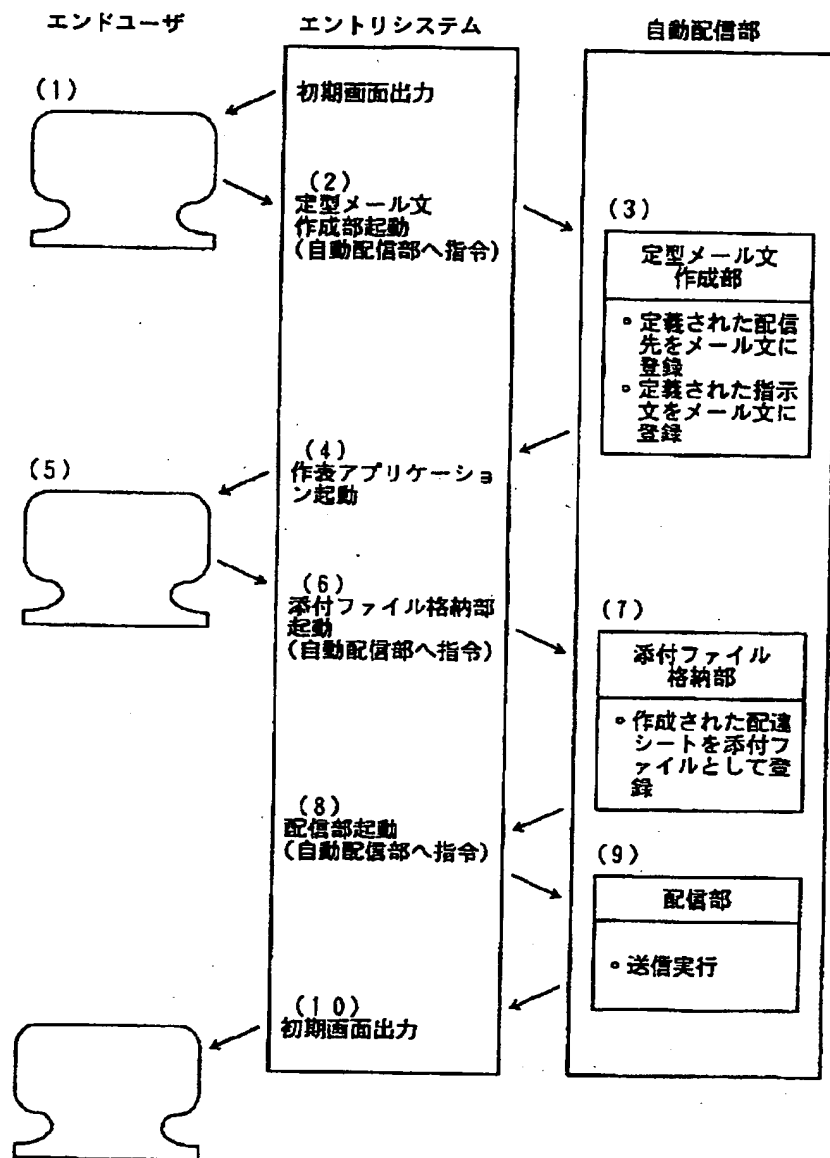 エンドユーザ
エントリシステム
自動配信部
(1)
初期画面出力
(2)
定型メール文
作成部起動
(自動配信部へ指令)
(3)
定型メール文
作成部
。定義された配信
先をメール文に
登録
。定義された指示
文をメール文に
登録
(4)
作表アプリケーショ
ン起動
(5)
(6)
添付ファイル格納部
起動
(自動配信部へ指令)
(7)
添付ファイル
格納部
。作成された配達
シートを添付フ
ァイルとして登
録
(8)
配信部起動
(自動配信部へ指令)
(9)
配信部
。送信実行
(10)
初期画面出力